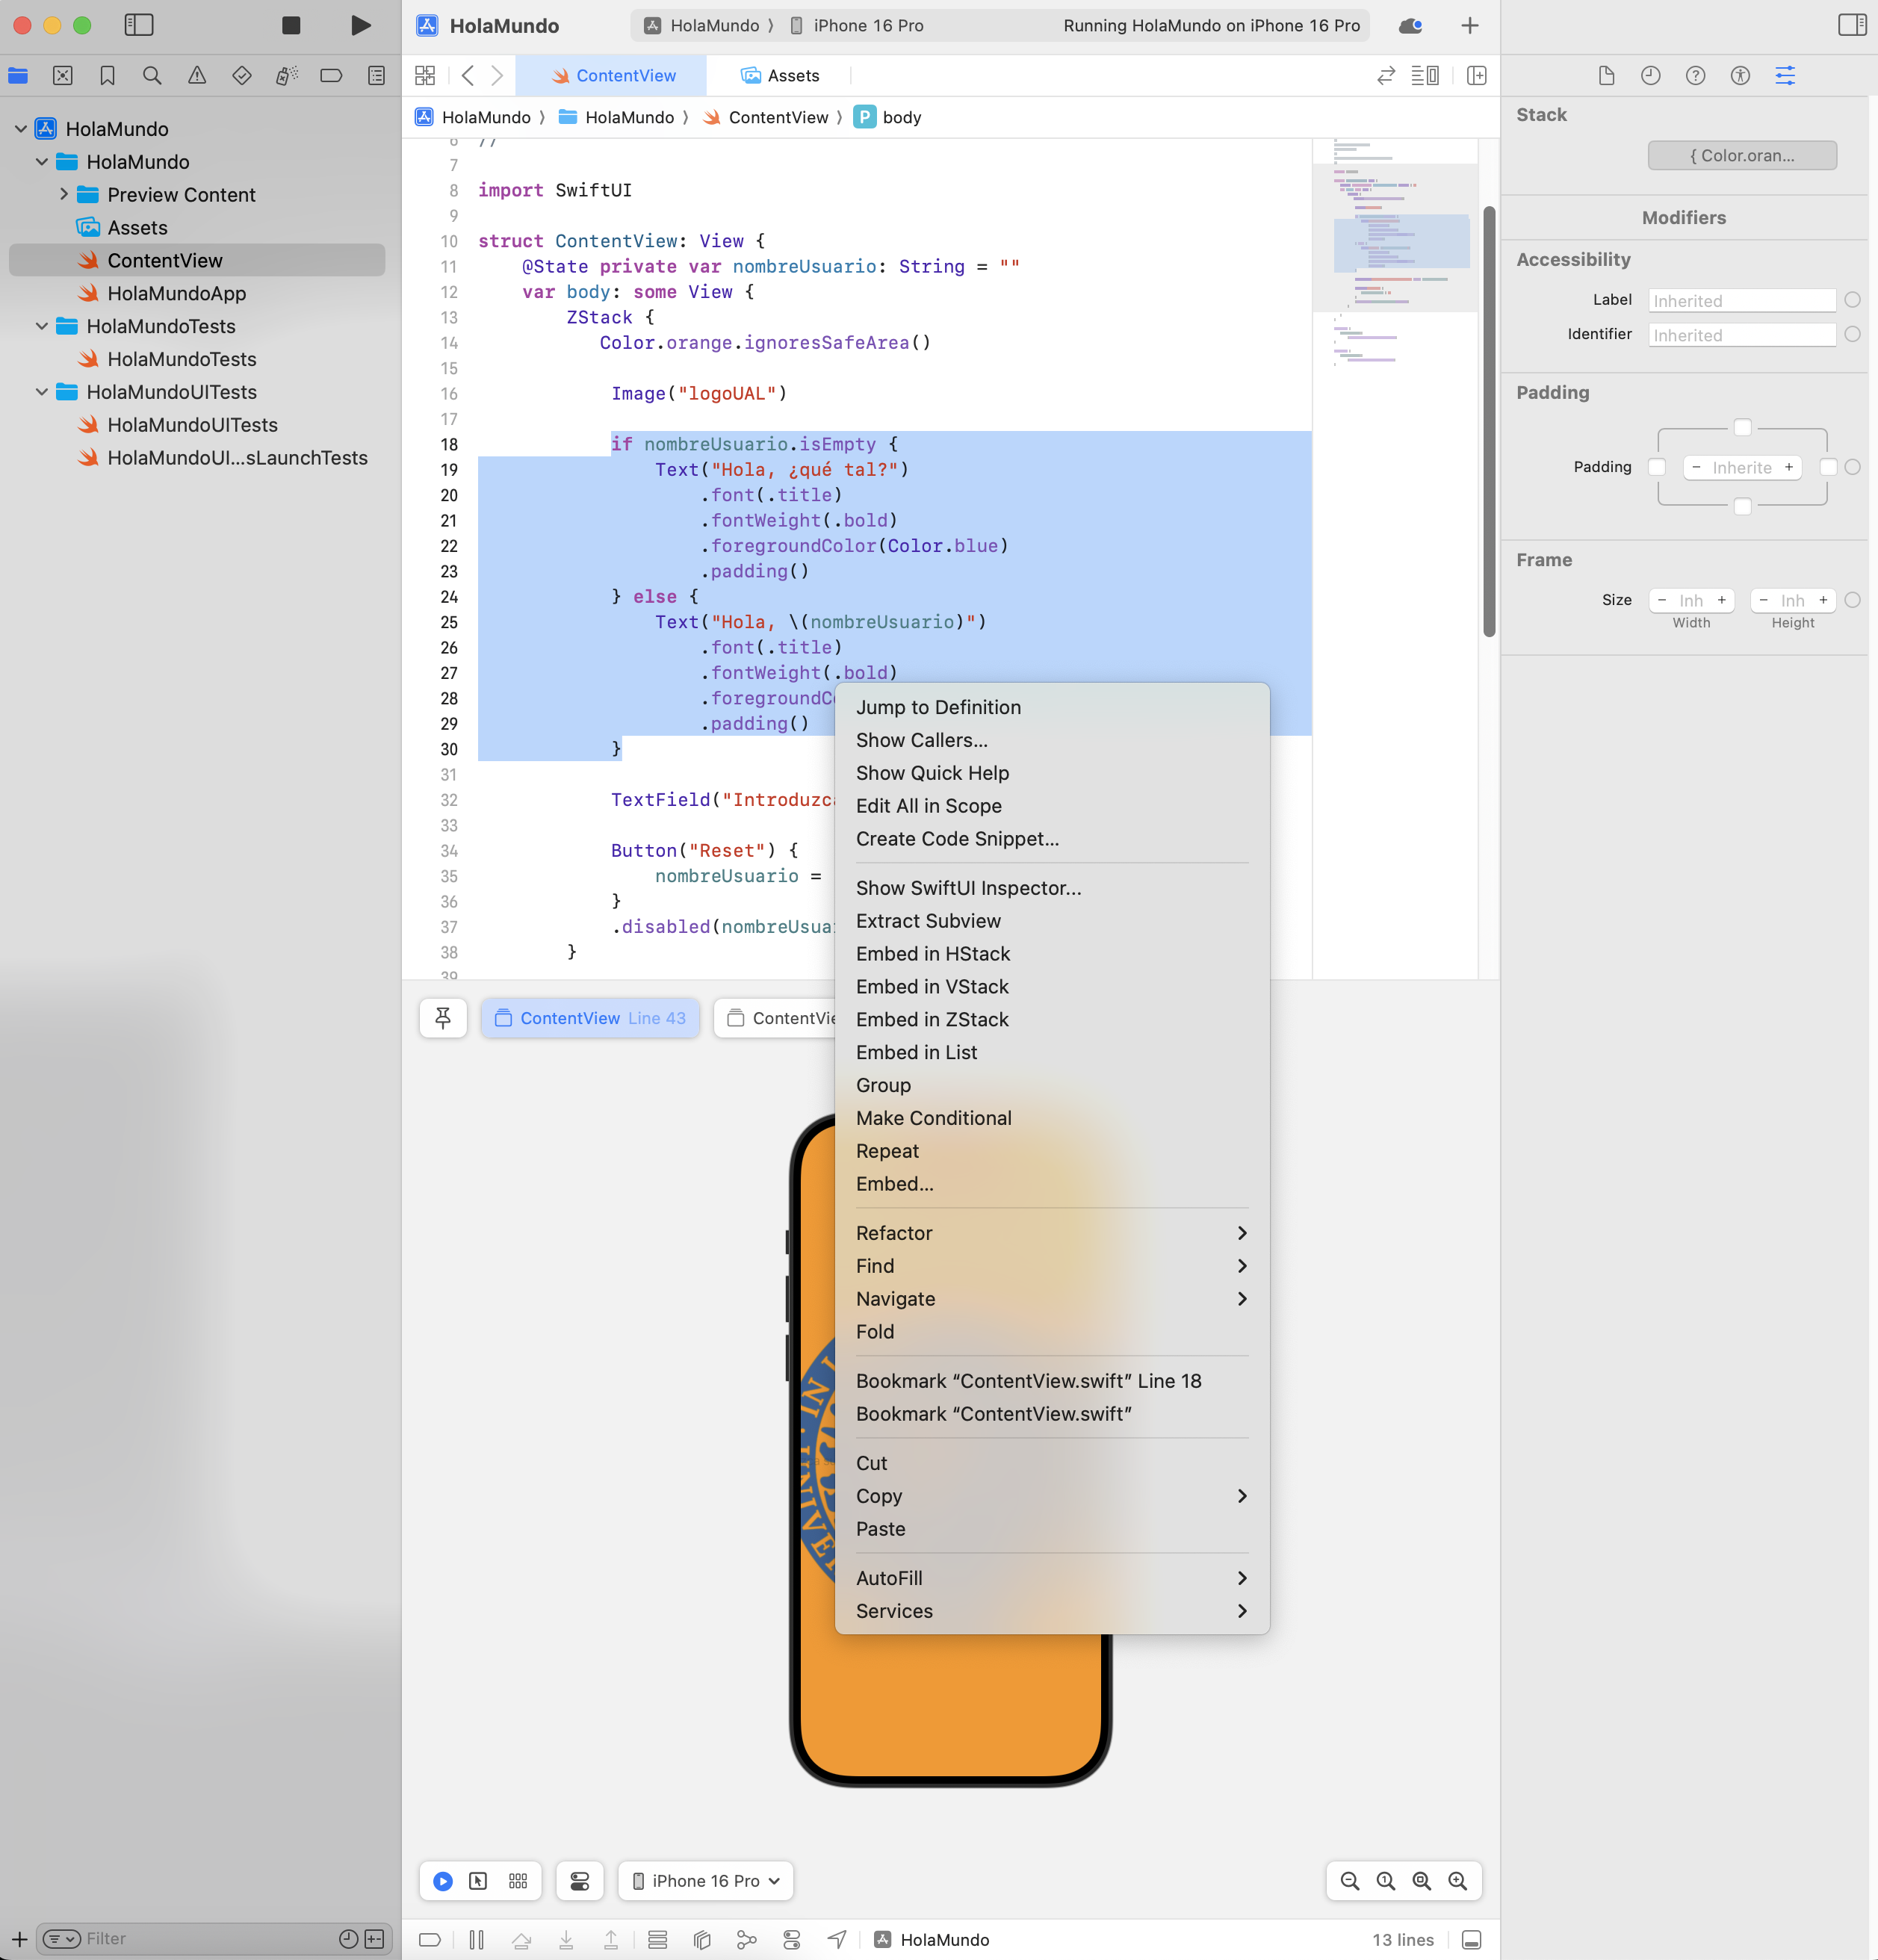 HolaMundo
HolaMundo 〉 iPhone 16 Pro
Running HolaMundo on iPhone 16 Pro
ContentView
Assets
HolaMundo 〉 HolaMundo 〉 ContentView 〉 P body
HolaMundo
HolaMundo
Preview Content
Assets
ContentView
HolaMundoApp
HolaMundoTests
HolaMundoTests
HolaMundoUITests
HolaMundoUITests
HolaMundoUI...sLaunchTests
Filter
6 //
7
8 import SwiftUI
9
10 struct ContentView: View {
11 @State private var nombreUsuario: String = ""
12 var body: some View {
13 ZStack {
14 Color.orange.ignoresSafeArea()
15
16 Image("logoUAL")
17
18 if nombreUsuario.isEmpty {
19 Text("Hola, ¿qué tal?")
20 .font(.title)
21 .fontWeight(.bold)
22 .foregroundColor(Color.blue)
23 .padding()
24 } else {
25 Text("Hola, \(nombreUsuario)")
26 .font(.title)
27 .fontWeight(.bold)
28 .foregroundC
29 .padding()
30 }
31
32 TextField("Introduzc
33
34 Button("Reset") {
35 nombreUsuario =
36 }
37 .disabled(nombreUsua
38 }
39
Jump to Definition
Show Callers...
Show Quick Help
Edit All in Scope
Create Code Snippet...
Show SwiftUI Inspector...
Extract Subview
Embed in HStack
Embed in VStack
Embed in ZStack
Embed in List
Group
Make Conditional
Repeat
Embed...
Refactor
Find
Navigate
Fold
Bookmark “ContentView.swift” Line 18
Bookmark “ContentView.swift”
Cut
Copy
Paste
AutoFill
Services
ContentView Line 43
ContentVie
iPhone 16 Pro
HolaMundo
13 lines
Stack
{ Color.oran...
Modifiers
Accessibility
Label Inherited
Identifier Inherited
Padding
Padding - Inherite +
Frame
Size - Inh + - Inh +
Width Height